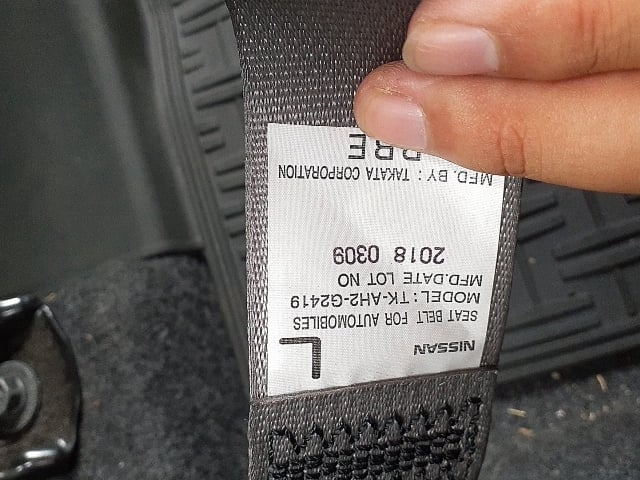 NISSAN L
SEAT BELT FOR AUTOMOBILES
MODEL : TK-AH2-G2419
MFD.DATE LOT NO
2018 0309
MFD. BY : TAKATA CORPORATION